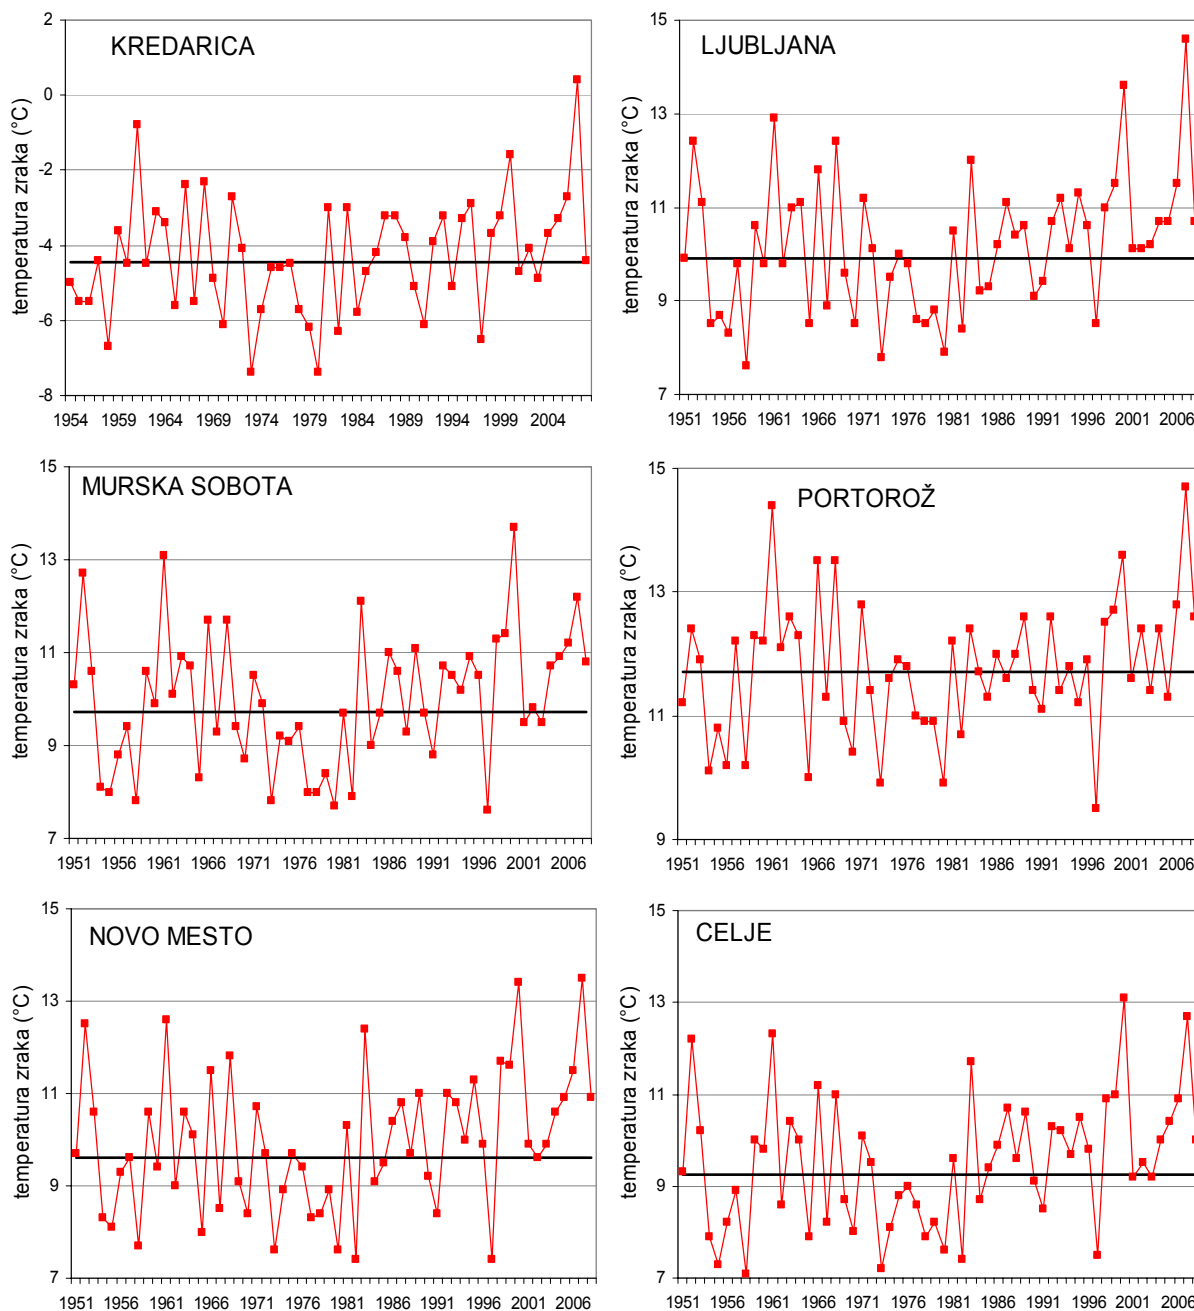 KREDARICA
temperatura zraka (°C)
2
0
-2
-4
-6
-8
1954 1959 1964 1969 1974 1979 1984 1989 1994 1999 2004
LJUBLJANA
temperatura zraka (°C)
15
13
11
9
7
1951 1956 1961 1966 1971 1976 1981 1986 1991 1996 2001 2006
MURSKA SOBOTA
temperatura zraka (°C)
15
13
11
9
7
1951 1956 1961 1966 1971 1976 1981 1986 1991 1996 2001 2006
PORTOROŽ
temperatura zraka (°C)
15
13
11
9
1951 1956 1961 1966 1971 1976 1981 1986 1991 1996 2001 2006
NOVO MESTO
temperatura zraka (°C)
15
13
11
9
7
1951 1956 1961 1966 1971 1976 1981 1986 1991 1996 2001 2006
CELJE
temperatura zraka (°C)
15
13
11
9
7
1951 1956 1961 1966 1971 1976 1981 1986 1991 1996 2001 2006